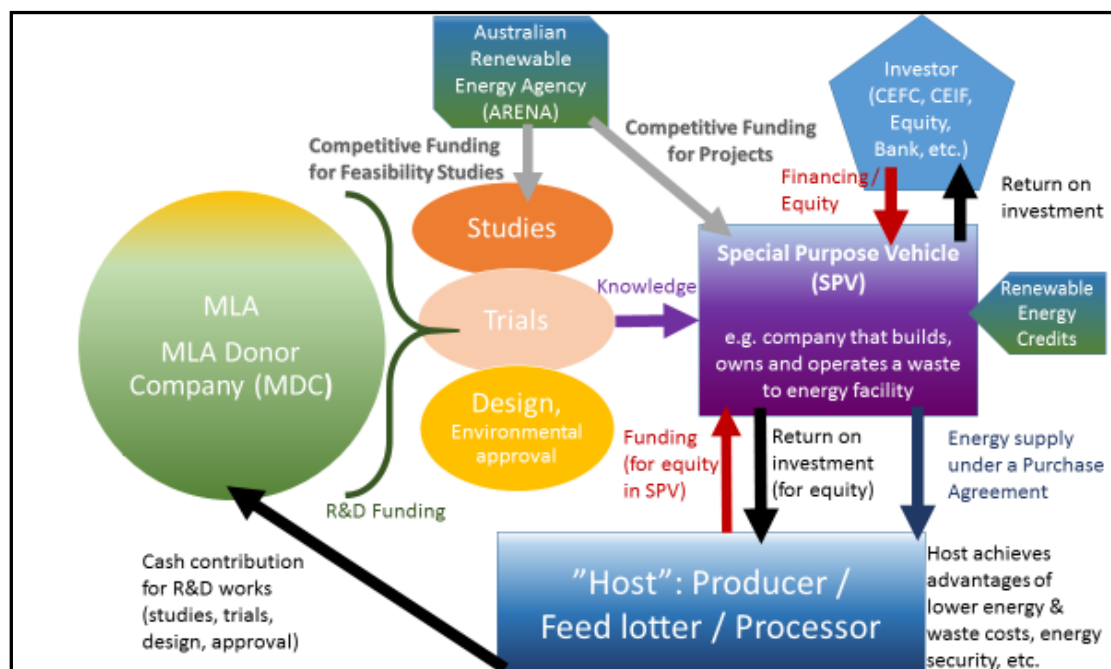 Australian
Renewable
Energy Agency
(ARENA)
Investor
(CEFC, CEIF,
Equity,
Bank, etc.)
Competitive Funding
for Feasibility Studies
Competitive Funding
for Projects
Financing/
Equity
Return on
investment
Studies
Trials
Design,
Environmental
approval
Knowledge
Special Purpose Vehicle
(SPV)
e.g. company that builds,
owns and operates a waste
to energy facility
Renewable
Energy
Credits
MLA
MLA Donor
Company (MDC)
R&D Funding
Funding
(for equity
in SPV)
Return on
investment
(for equity)
Energy supply
under a Purchase
Agreement
Cash contribution
for R&D works
(studies, trials,
design, approval)
”Host”: Producer /
Feed lotter / Processor
Host achieves
advantages of
lower energy &
waste costs, energy
security, etc.